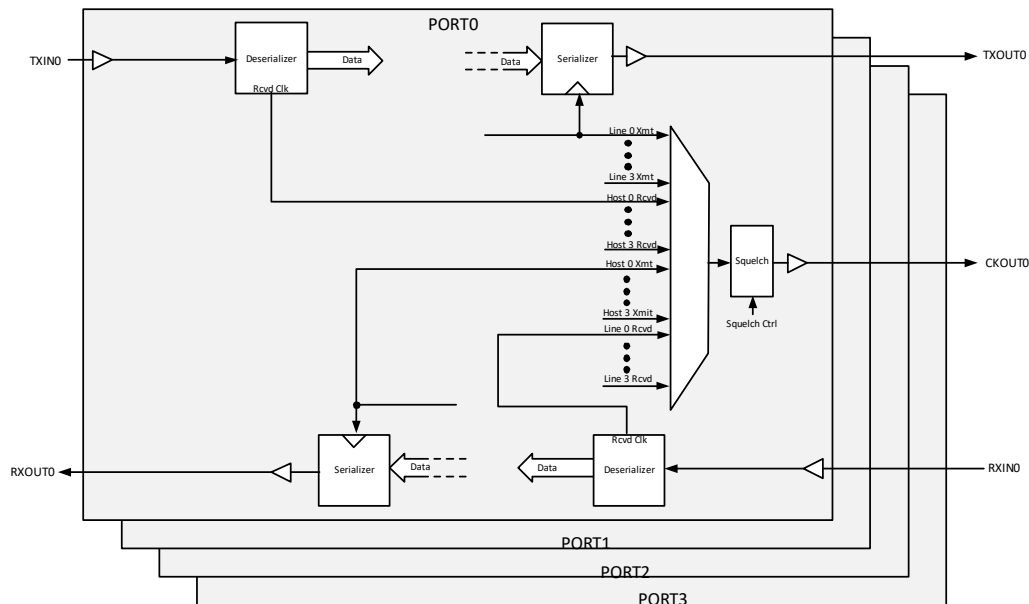 PORT0
TXIN0
Deserializer
Data
Rcvd Clk
Data
Serializer
TXOUT0
Line 0 Xmt
Line 3 Xmt
Host 0 Rcvd
Host 3 Rcvd
Host 0 Xmt
Host 3 Xmit
Line 0 Rcvd
Line 3 Rcvd
Squelch
CKOUT0
Squelch Ctrl
RXOUT0
Serializer
Data
Data
Rcvd Clk
Deserializer
RXIN0
PORT1
PORT2
PORT3